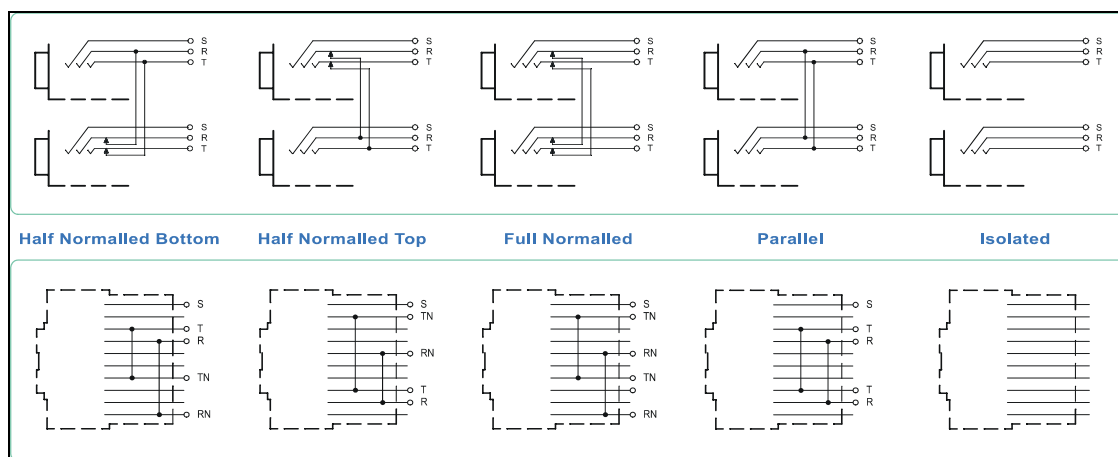 S S S S S
R R R R R
T T T T T
S S S S S
R R R R R
T T T T T
Half Normalled Bottom Half Normalled Top Full Normalled Parallel Isolated
S S S S
TN TN
T T
R R
RN RN
TN TN
T T
R R
RN RN